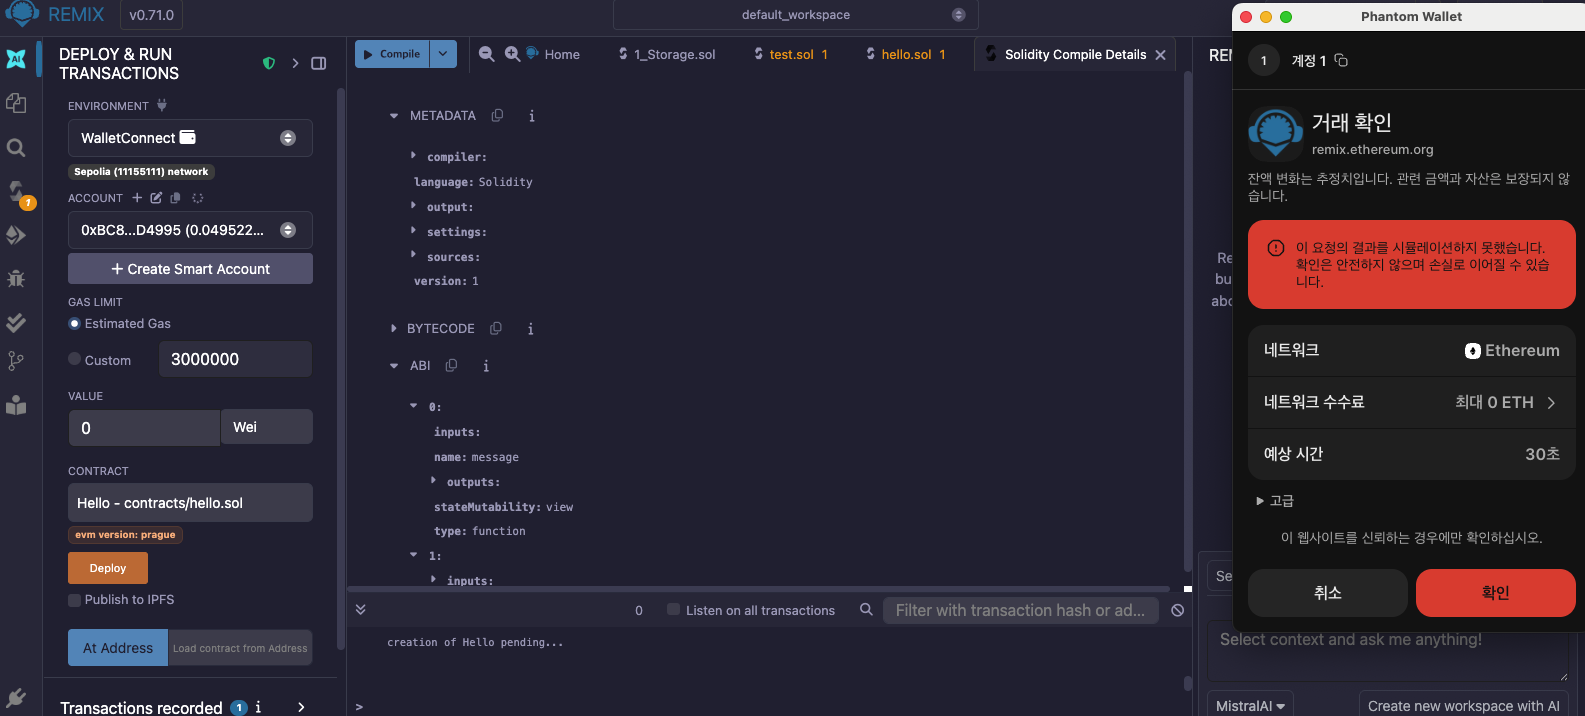 REMIX
v0.71.0
default_workspace
DEPLOY & RUN
TRANSACTIONS
ENVIRONMENT
WalletConnect
Sepolia (11155111) network
ACCOUNT
0xBC8...D4995 (0.049522...
+ Create Smart Account
GAS LIMIT
Estimated Gas
Custom
3000000
VALUE
0
Wei
CONTRACT
Hello - contracts/hello.sol
evm version: prague
Deploy
Publish to IPFS
At Address
Load contract from Address
Transactions recorded 1 i
AI
1
Compile
Home
1_Storage.sol
test.sol 1
hello.sol 1
Solidity Compile Details
METADATA
compiler:
language: Solidity
output:
settings:
sources:
version: 1
BYTECODE
ABI
0:
inputs:
name: message
outputs:
stateMutability: view
type: function
1:
inputs:
0
Listen on all transactions
Filter with transaction hash or ad...
creation of Hello pending...
>
RE
Re
bu
abo
Se
Select context and ask me anything!
MistralAI
Create new workspace with AI
Phantom Wallet
1
계정 1
거래 확인
remix.ethereum.org
잔액 변화는 추정치입니다. 관련 금액과 자산은 보장되지 않
습니다.
이 요청의 결과를 시뮬레이션하지 못했습니다.
확인은 안전하지 않으며 손실로 이어질 수 있습
니다.
네트워크
Ethereum
네트워크 수수료
최대 0 ETH
예상 시간
30초
고급
이 웹사이트를 신뢰하는 경우에만 확인하십시오.
취소
확인